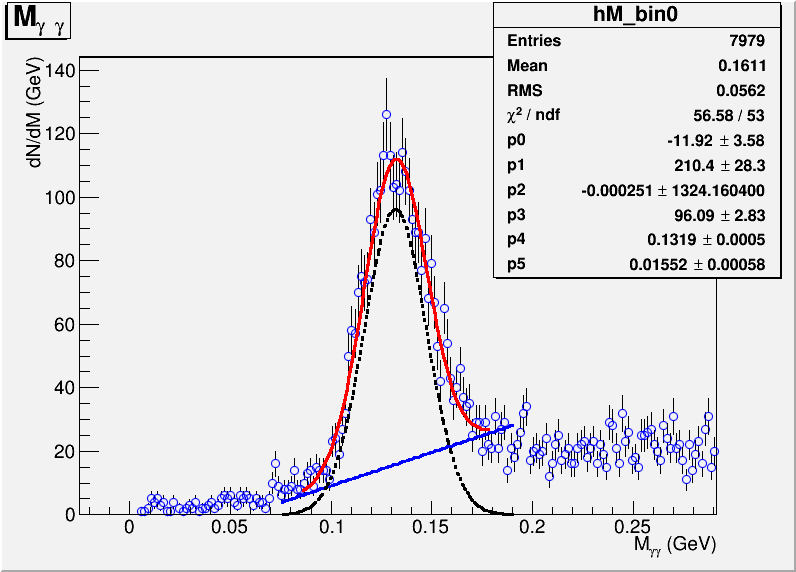 Mγ γ
hM_bin0
Entries 7979
Mean 0.1611
RMS 0.0562
χ² / ndf 56.58 / 53
p0 -11.92 ± 3.58
p1 210.4 ± 28.3
p2 -0.000251 ± 1324.160400
p3 96.09 ± 2.83
p4 0.1319 ± 0.0005
p5 0.01552 ± 0.00058
dN/dM (GeV)
140
120
100
80
60
40
20
0
0 0.05 0.1 0.15 0.2 0.25
Mγγ (GeV)